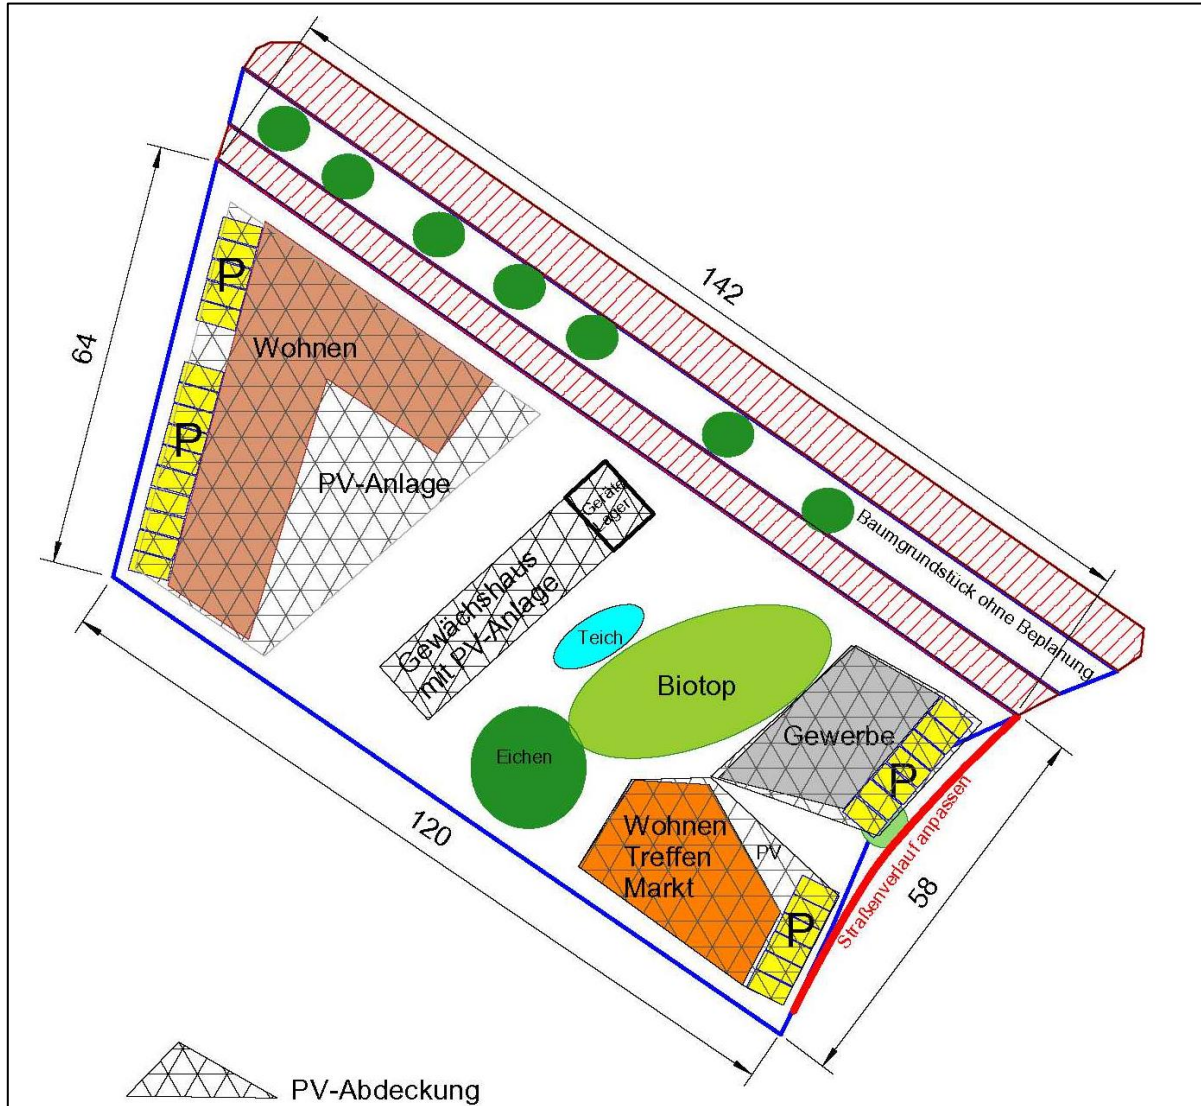 142
64
P
Wohnen
P
PV-Anlage
Geräte
Lager
Gewächshaus
mit PV-Anlage
Baumgrundstück ohne Beplanung
Teich
Biotop
Gewerbe
P
Eichen
Wohnen
Treffen
Markt
PV
P
Straßenverlauf anpassen
120
58
PV-Abdeckung